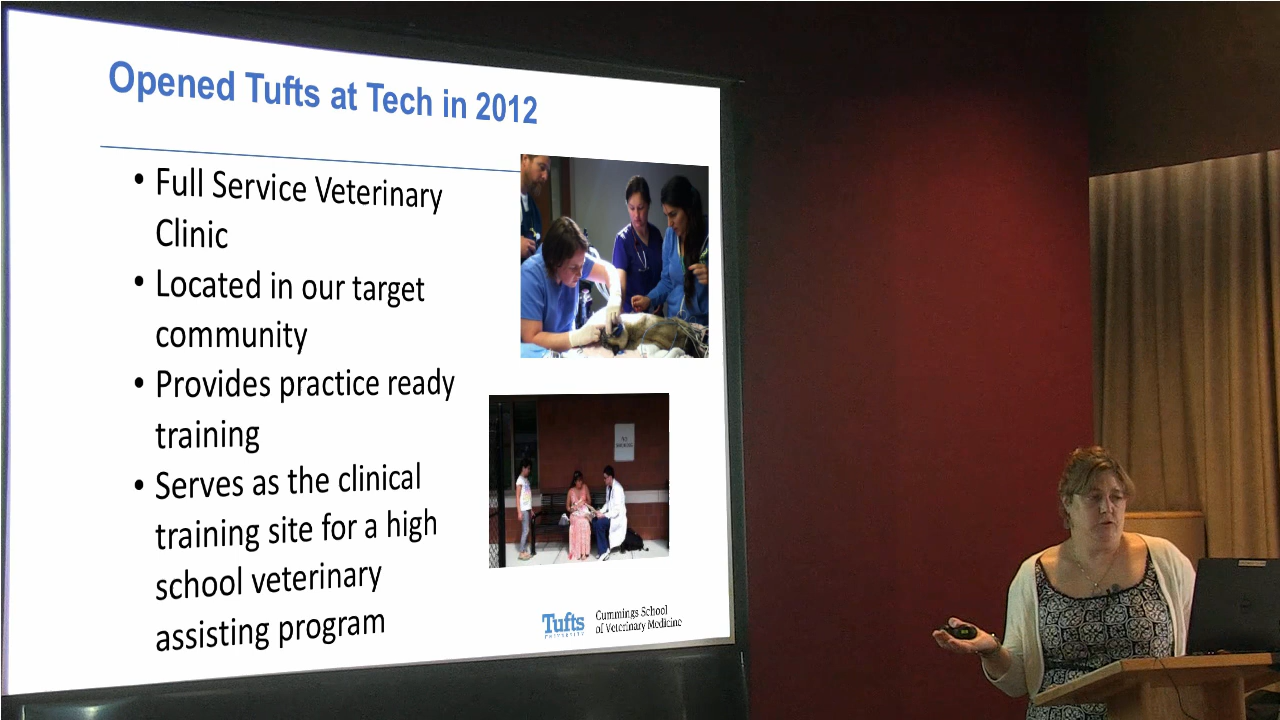 Opened Tufts at Tech in 2012
• Full Service Veterinary
Clinic
• Located in our target
community
• Provides practice ready
training
• Serves as the clinical
training site for a high
school veterinary
assisting program
Tufts
UNIVERSITY
Cummings School
of Veterinary Medicine